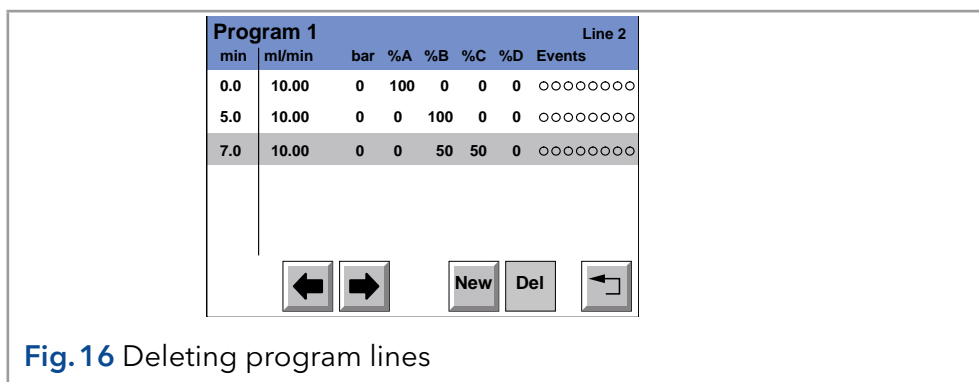 Program 1 Line 2
min ml/min bar %A %B %C %D Events
0.0 10.00 0 100 0 0 0
5.0 10.00 0 0 100 0 0
7.0 10.00 0 0 50 50 0
New Del
Fig. 16 Deleting program lines